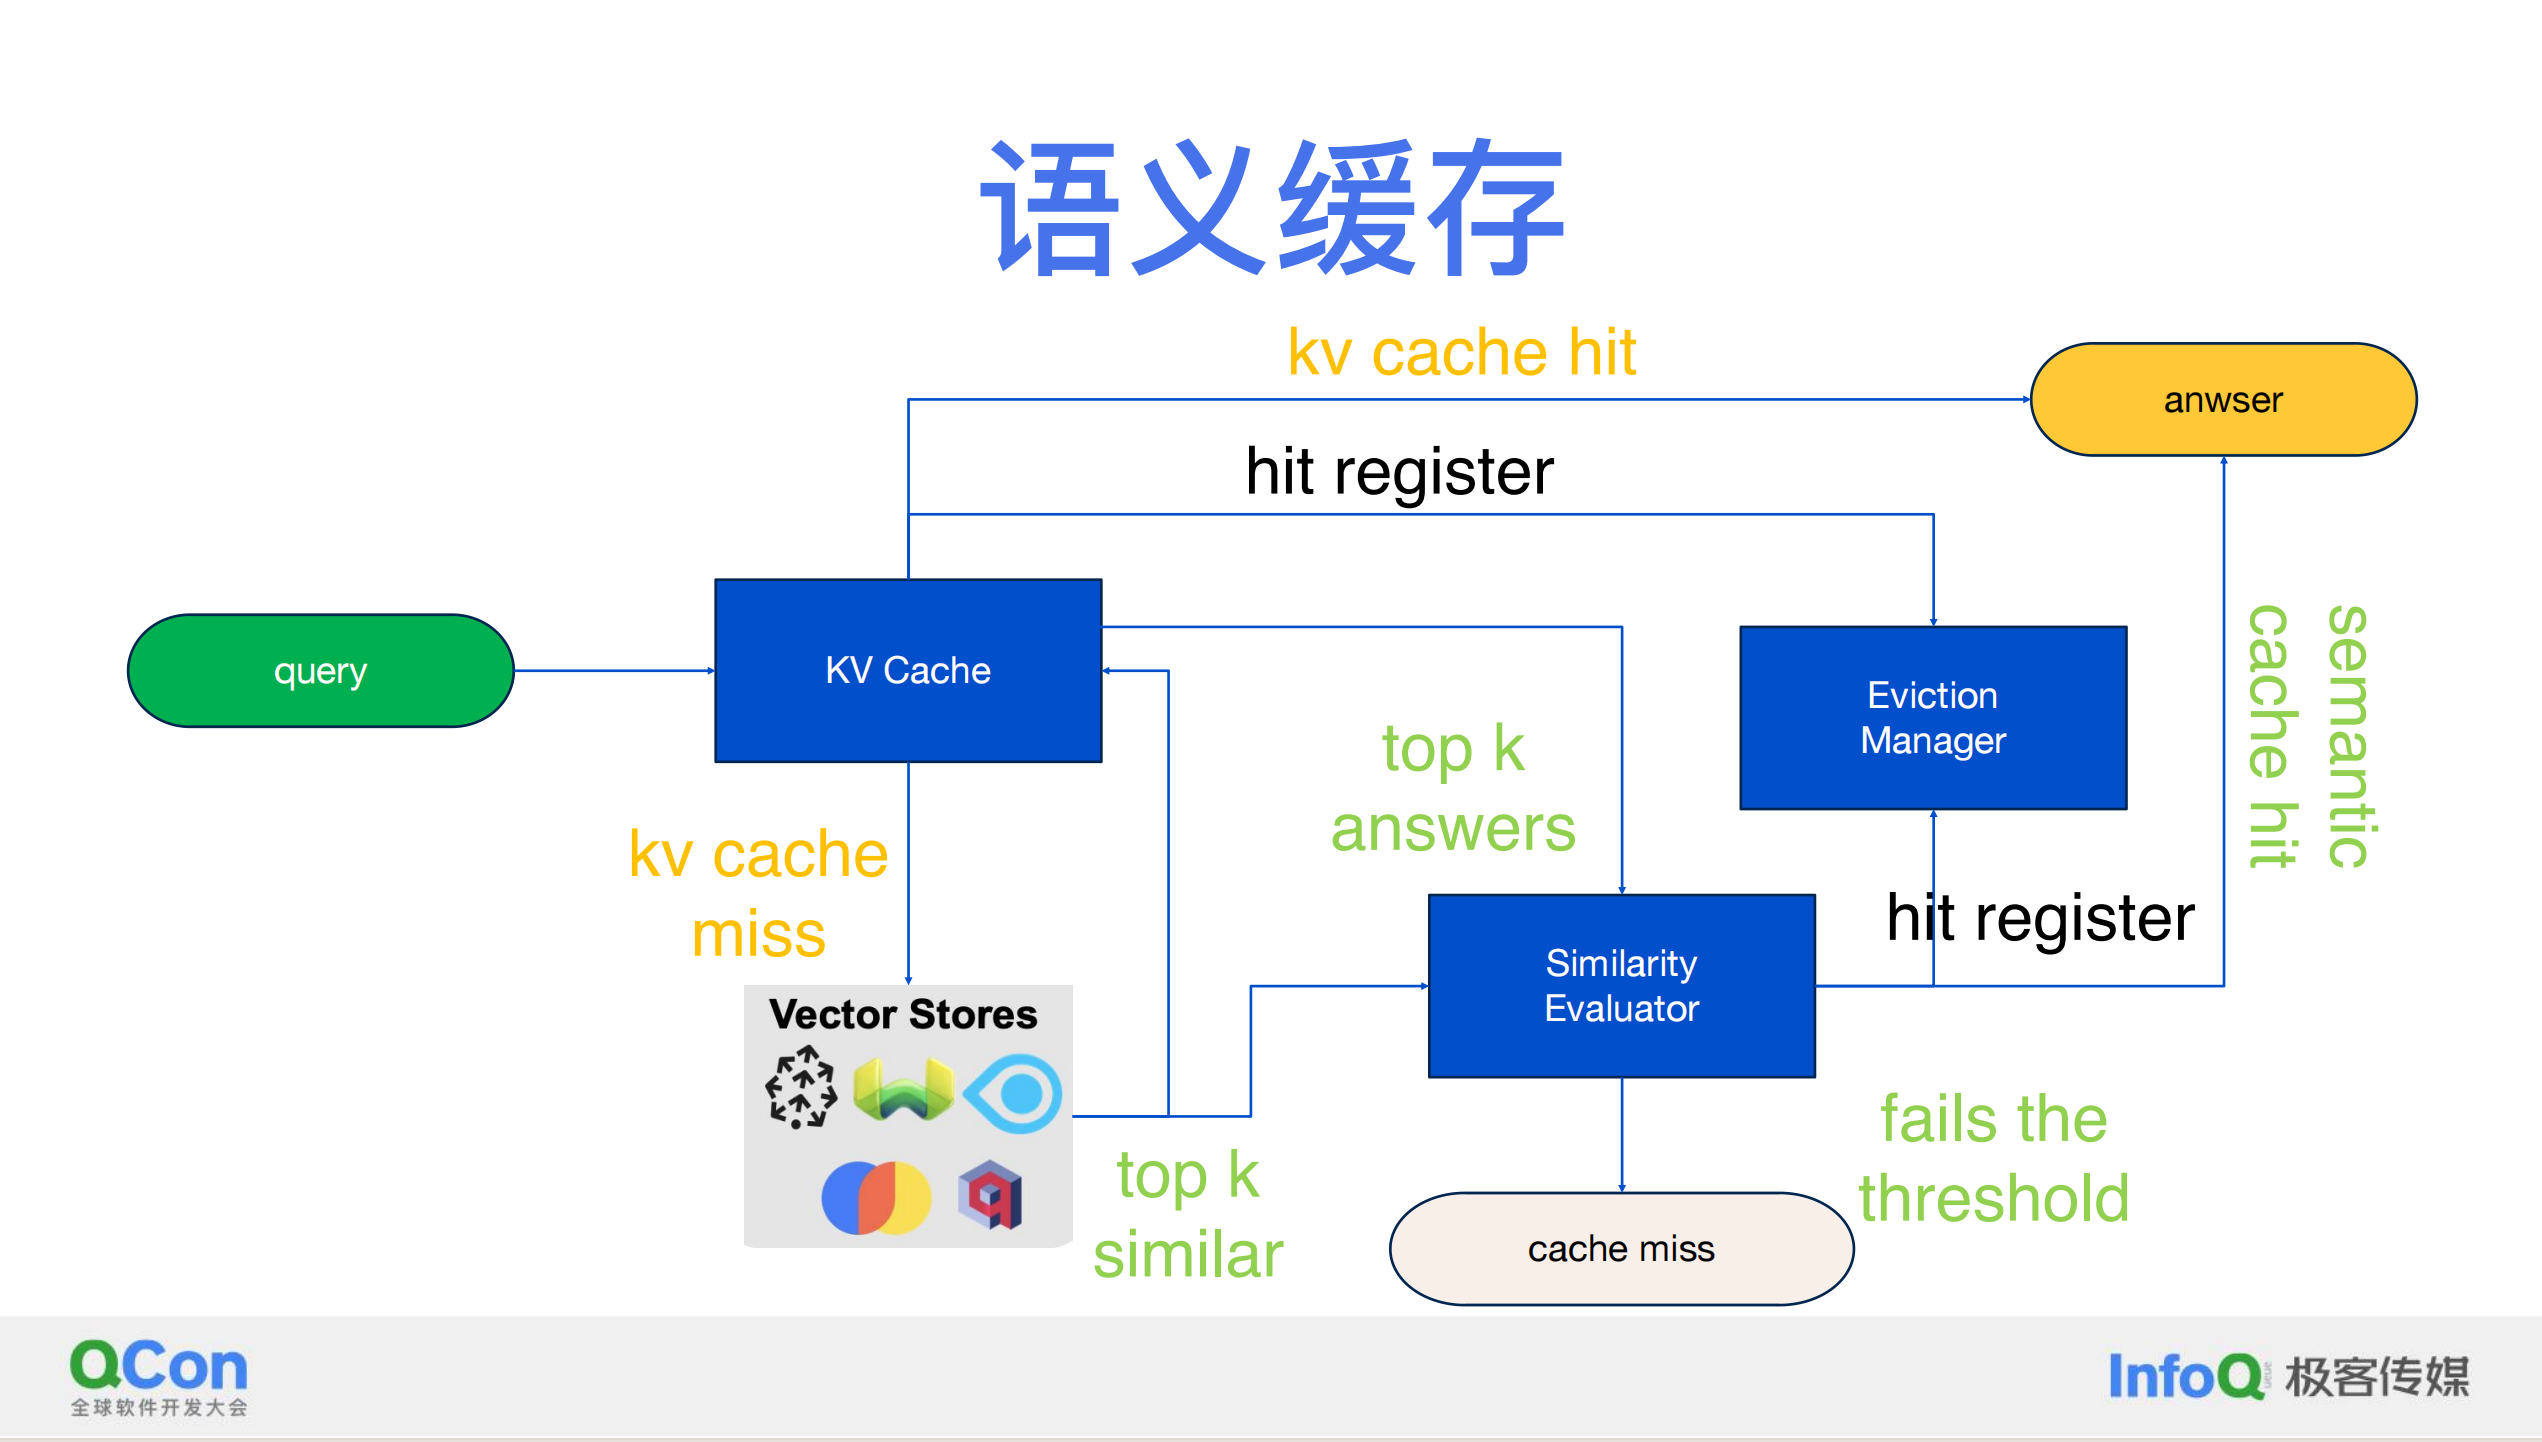 语义缓存
kv cache hit
anwser
hit register
query
KV Cache
Eviction
Manager
semantic
cache hit
top k
answers
kv cache
miss
hit register
Similarity
Evaluator
Vector Stores
top k
similar
fails the
threshold
cache miss
QCon
全球软件开发大会
InfoQ 极客传媒